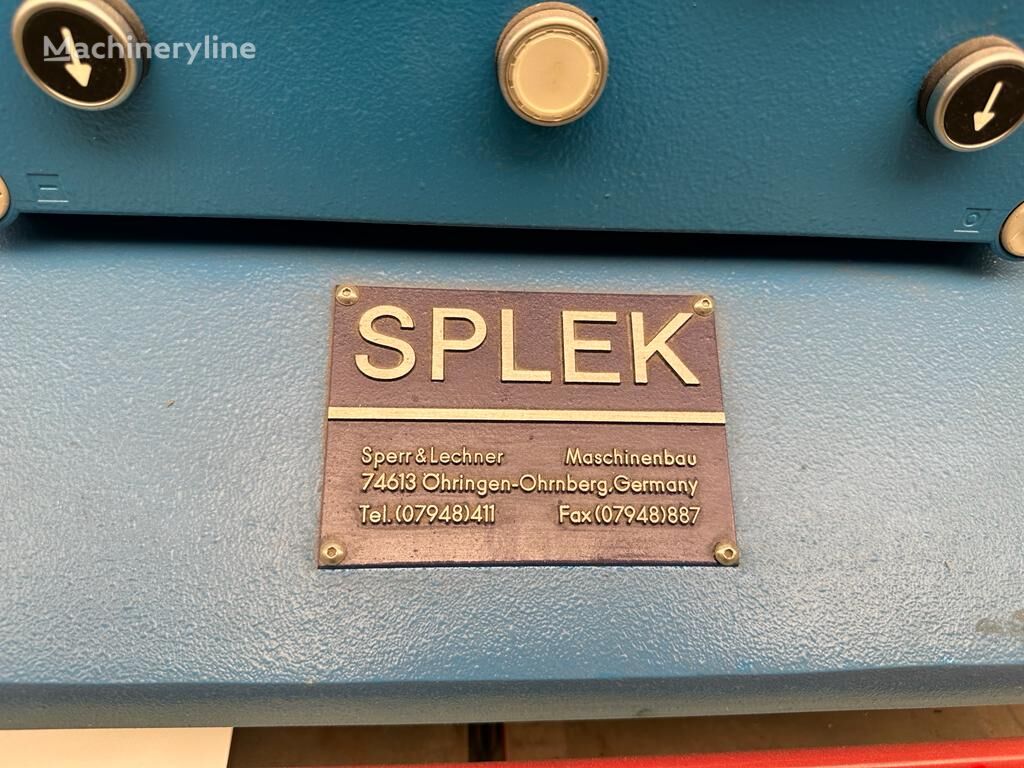 Machineryline
SPLEK
Sperr & Lechner Maschinenbau
74613 Öhringen-Ohrnberg, Germany
Tel. (07948) 411 Fax (07948) 887